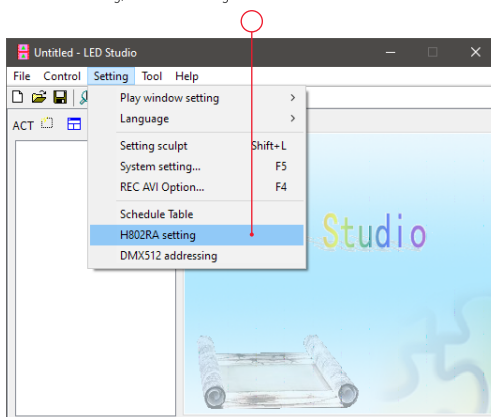 Untitled - LED Studio
File Control Setting Tool Help
ACT
Play window setting
Language
Setting sculpt Shift+L
System setting... F5
REC AVI Option... F4
Schedule Table
H802RA setting
DMX512 addressing
Studio